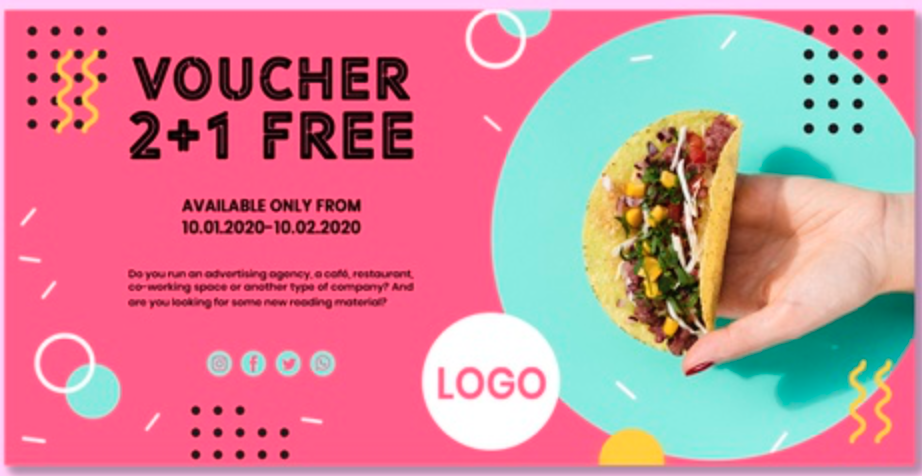 VOUCHER
2+1 FREE
AVAILABLE ONLY FROM
10.01.2020-10.02.2020
Do you run an advertising agency, a café, restaurant,
co-working space or another type of company? And
are you looking for some new reading material?
LOGO